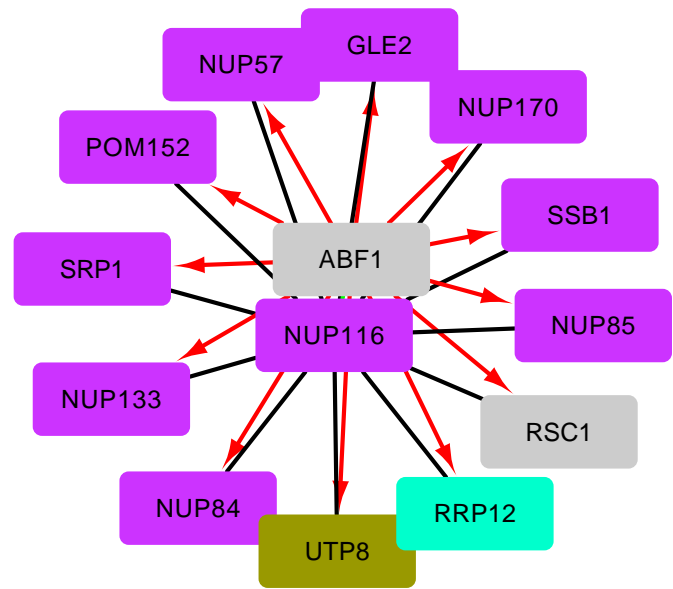 GLE2
NUP57
NUP170
POM152
SSB1
ABF1
SRP1
NUP85
NUP116
NUP133
RSC1
NUP84
RRP12
UTP8